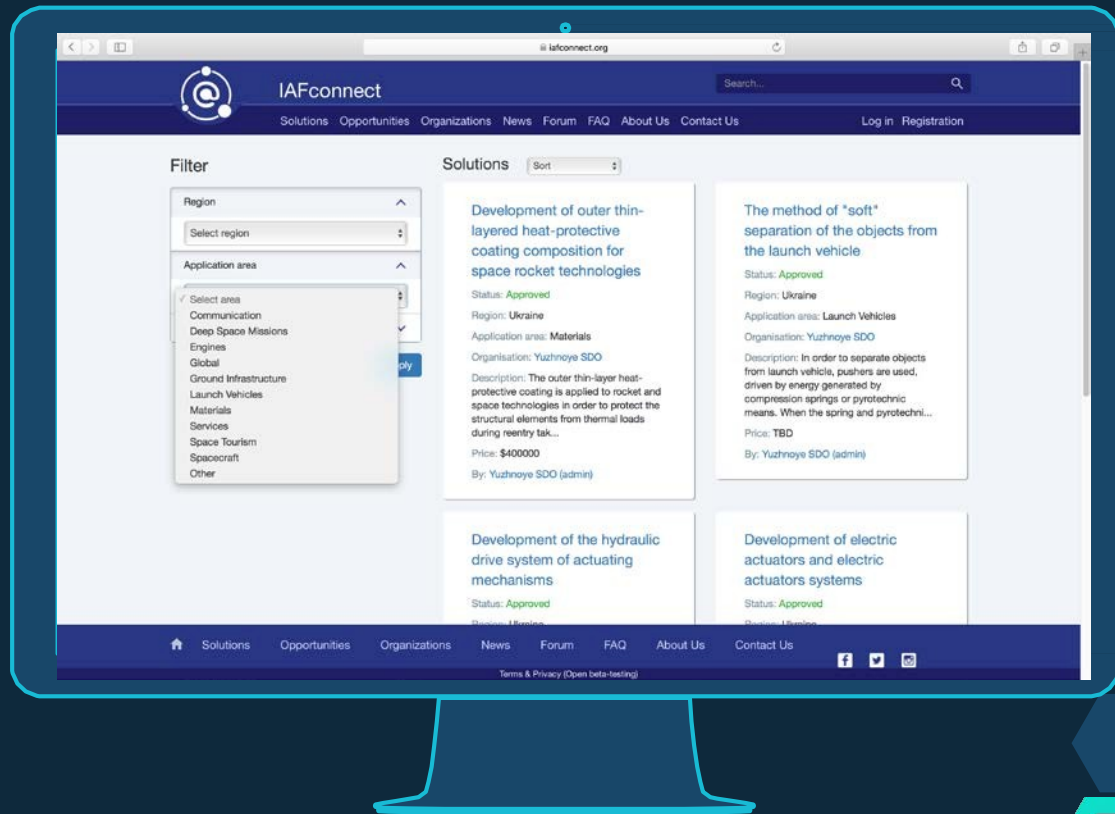 iafconnect.org
IAFconnect
Search...
Solutions Opportunities Organizations News Forum FAQ About Us Contact Us
Log in Registration
Filter
Region
Select region
Application area
✓ Select area
Communication
Deep Space Missions
Engines
Global
Ground Infrastructure
Launch Vehicles
Materials
Services
Space Tourism
Spacecraft
Other
Solutions
Sort
Development of outer thin-
layered heat-protective
coating composition for
space rocket technologies
Status: Approved
Region: Ukraine
Application area: Materials
Organisation: Yuzhnoye SDO
Description: The outer thin-layer heat-
protective coating is applied to rocket and
space technologies in order to protect the
structural elements from thermal loads
during reentry tak...
Price: $400000
By: Yuzhnoye SDO (admin)
The method of "soft"
separation of the objects from
the launch vehicle
Status: Approved
Region: Ukraine
Application area: Launch Vehicles
Organisation: Yuzhnoye SDO
Description: In order to separate objects
from launch vehicle, pushers are used,
driven by energy generated by
compression springs or pyrotechnic
means. When the spring and pyrotechni...
Price: TBD
By: Yuzhnoye SDO (admin)
Development of the hydraulic
drive system of actuating
mechanisms
Status: Approved
Development of electric
actuators and electric
actuators systems
Status: Approved
Solutions Opportunities Organizations News Forum FAQ About Us Contact Us
Terms & Privacy (Open beta-testing)